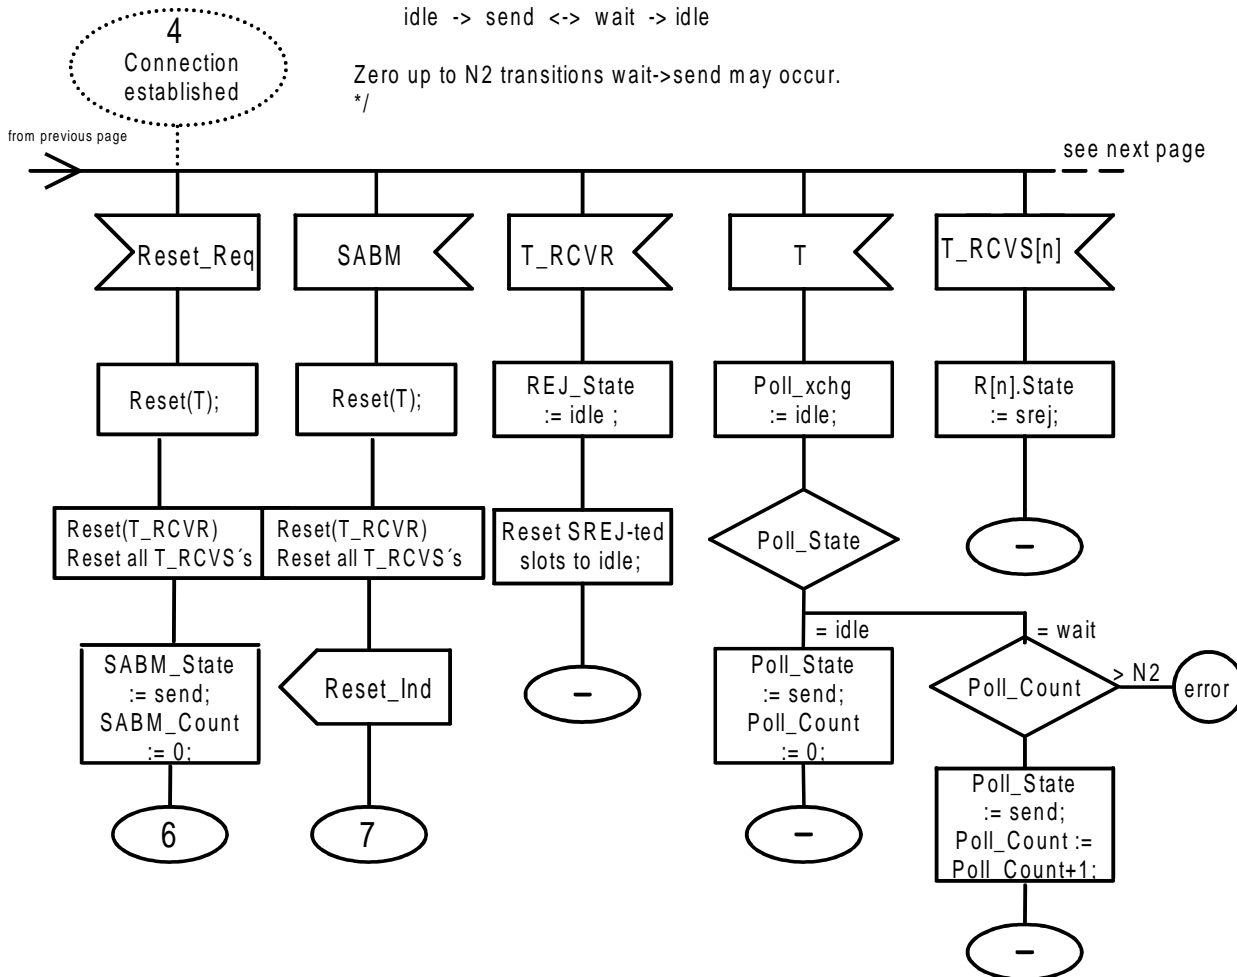 idle -> send <-> wait -> idle
4
Connection
established
Zero up to N2 transitions wait->send may occur.
*/
from previous page
see next page
Reset_Req
SABM
T_RCVR
T
T_RCVS[n]
Reset(T);
Reset(T);
REJ_State
:= idle ;
Poll_xchg
:= idle;
R[n].State
:= srej;
Reset(T_RCVR)
Reset all T_RCVS´s
Reset(T_RCVR)
Reset all T_RCVS´s
Reset SREJ-ted
slots to idle;
Poll_State
–
= idle
= wait
SABM_State
:= send;
SABM_Count
:= 0;
Reset_Ind
–
Poll_State
:= send;
Poll_Count
:= 0;
Poll_Count
> N2
error
6
7
–
Poll_State
:= send;
Poll_Count :=
Poll_Count+1;
–